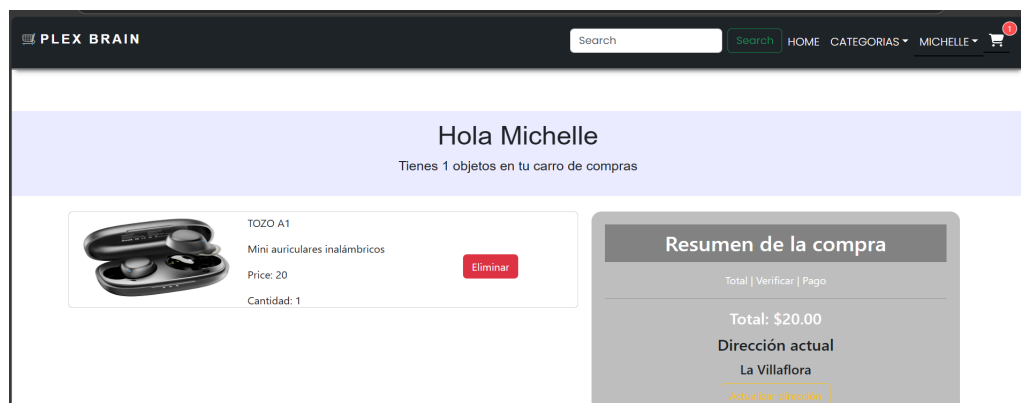 PLEX BRAIN
Search
Search
HOME
CATEGORIAS
MICHELLE
1
Hola Michelle
Tienes 1 objetos en tu carro de compras
TOZO A1
Mini auriculares inalámbricos
Price: 20
Cantidad: 1
Eliminar
Resumen de la compra
Total | Verificar | Pago
Total: $20.00
Dirección actual
La Villaflora